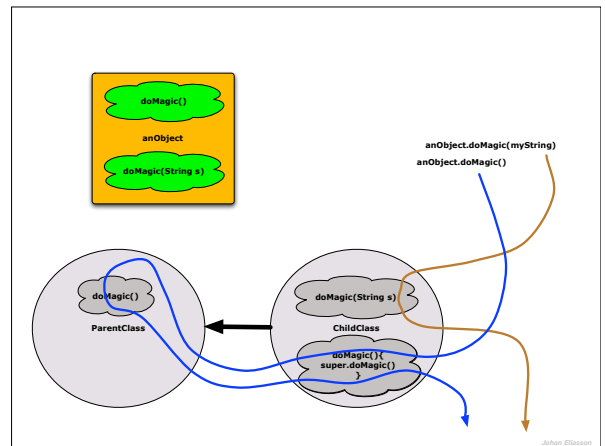 doMagic()
anObject
doMagic(String s)
anObject.doMagic(myString)
anObject.doMagic()
doMagic()
ParentClass
doMagic(String s)
ChildClass
doMagic(){
super.doMagic()
}
Johan Eliasson